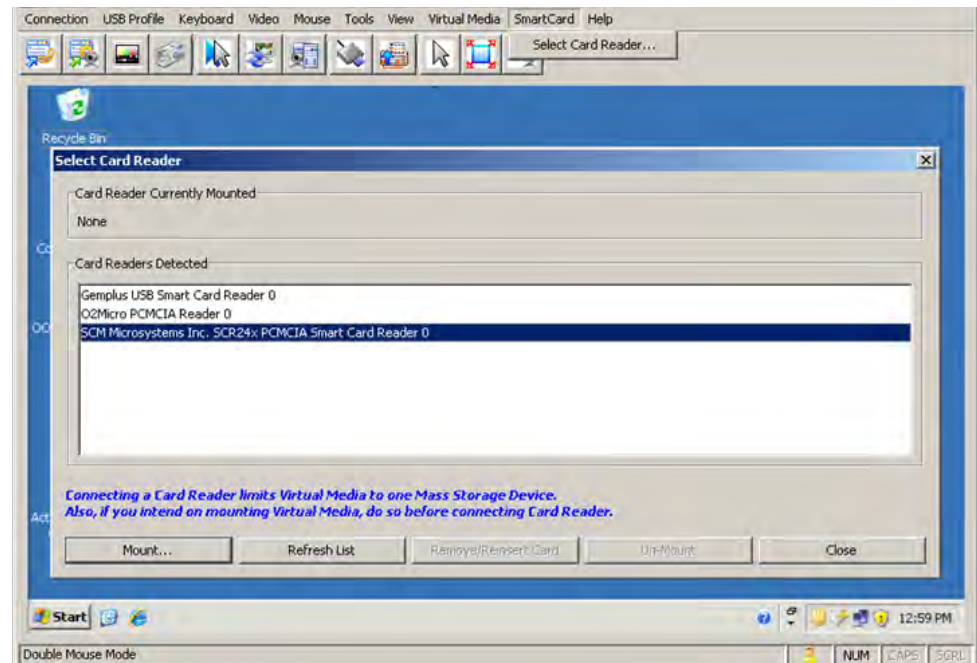 Connection USB Profile Keyboard Video Mouse Tools View Virtual Media SmartCard Help
Select Card Reader...
Recycle Bin
Select Card Reader
Card Reader Currently Mounted
None
Co
Card Readers Detected
Gemplus USB Smart Card Reader 0
O2Micro PCMCIA Reader 0
OO
SCM Microsystems Inc. SCR24x PCMCIA Smart Card Reader 0
Connecting a Card Reader limits Virtual Media to one Mass Storage Device.
Also, if you intend on mounting Virtual Media, do so before connecting Card Reader.
Act
Mount... Refresh List Remove/Reinsert Card Un-Mount Close
Start 12:59 PM
Double Mouse Mode NUM CAPS SCRL